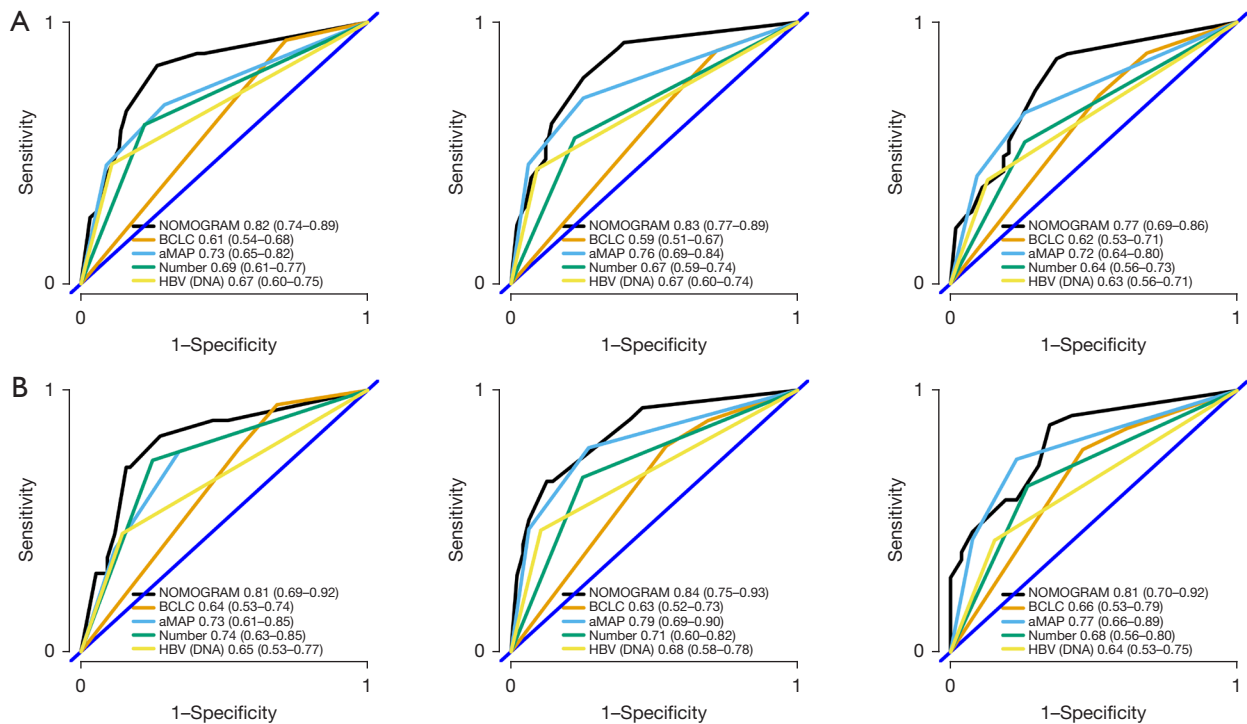 A
1
Sensitivity
NOMOGRAM 0.82 (0.74–0.89)
BCLC 0.61 (0.54–0.68)
aMAP 0.73 (0.65–0.82)
Number 0.69 (0.61–0.77)
HBV (DNA) 0.67 (0.60–0.75)
0
0
1
1–Specificity
1
Sensitivity
NOMOGRAM 0.83 (0.77–0.89)
BCLC 0.59 (0.51–0.67)
aMAP 0.76 (0.69–0.84)
Number 0.67 (0.59–0.74)
HBV (DNA) 0.67 (0.60–0.74)
0
0
1
1–Specificity
1
Sensitivity
NOMOGRAM 0.77 (0.69–0.86)
BCLC 0.62 (0.53–0.71)
aMAP 0.72 (0.64–0.80)
Number 0.64 (0.56–0.73)
HBV (DNA) 0.63 (0.56–0.71)
0
0
1
1–Specificity
B
1
Sensitivity
NOMOGRAM 0.81 (0.69–0.92)
BCLC 0.64 (0.53–0.74)
aMAP 0.73 (0.61–0.85)
Number 0.74 (0.63–0.85)
HBV (DNA) 0.65 (0.53–0.77)
0
0
1
1–Specificity
1
Sensitivity
NOMOGRAM 0.84 (0.75–0.93)
BCLC 0.63 (0.52–0.73)
aMAP 0.79 (0.69–0.90)
Number 0.71 (0.60–0.82)
HBV (DNA) 0.68 (0.58–0.78)
0
0
1
1–Specificity
1
Sensitivity
NOMOGRAM 0.81 (0.70–0.92)
BCLC 0.66 (0.53–0.79)
aMAP 0.77 (0.66–0.89)
Number 0.68 (0.56–0.80)
HBV (DNA) 0.64 (0.53–0.75)
0
0
1
1–Specificity